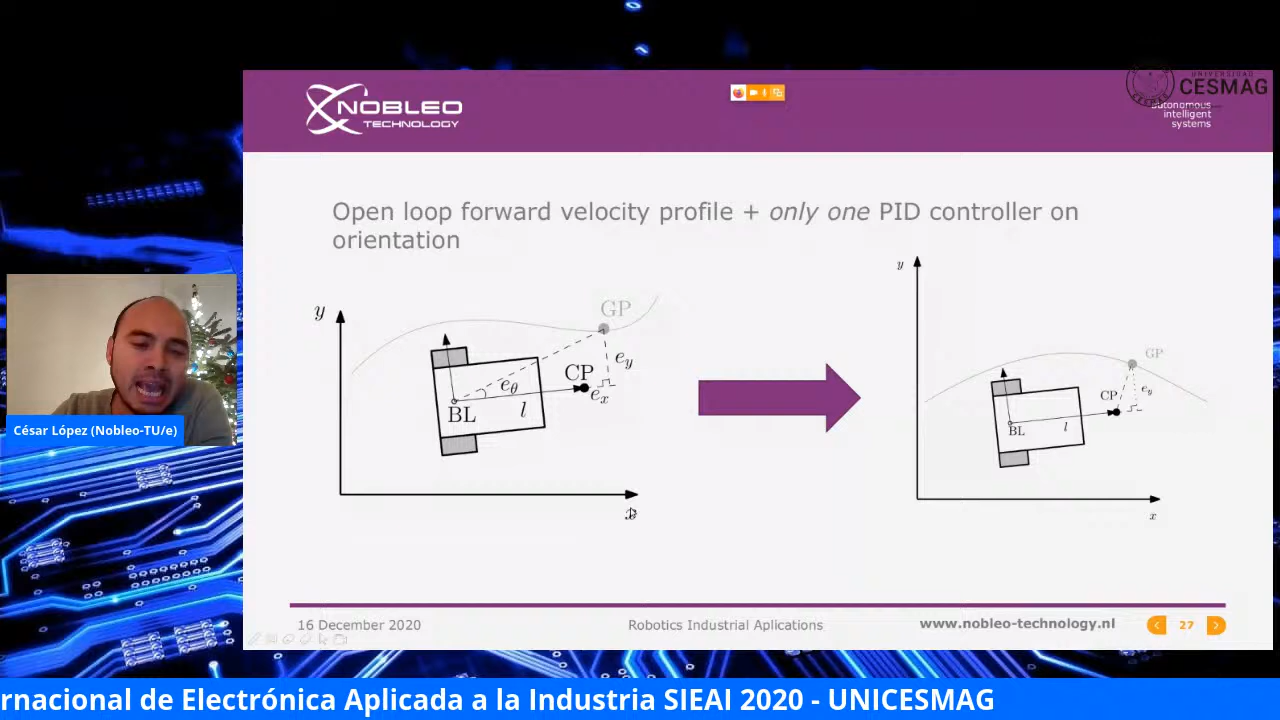 NOBLEO
TECHNOLOGY
UNIVERSIDAD
CESMAG
autonomous
intelligent
systems
Open loop forward velocity profile + only one PID controller on
orientation
y
GP
e_y
CP
e_θ
e_x
BL
l
x
y
GP
CP
e_y
BL
l
x
César López (Nobleo-TU/e)
16 December 2020
Robotics Industrial Aplications
www.nobleo-technology.nl
27
rnacional de Electrónica Aplicada a la Industria SIEAI 2020 - UNICESMAG